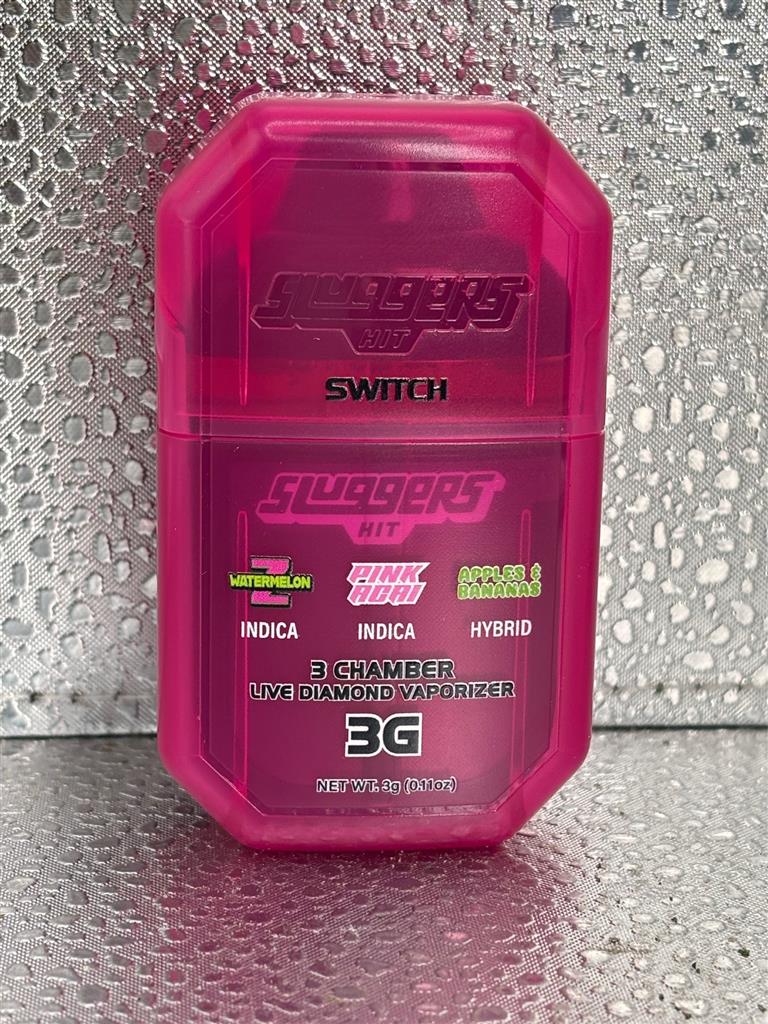 SLUGGERS
HIT
SWITCH
SLUGGERS
HIT
Z
WATERMELON
INDICA
PINK
ACAI
INDICA
APPLES &
BANANAS
HYBRID
3 CHAMBER
LIVE DIAMOND VAPORIZER
3G
NET WT. 3g (0.11oz)